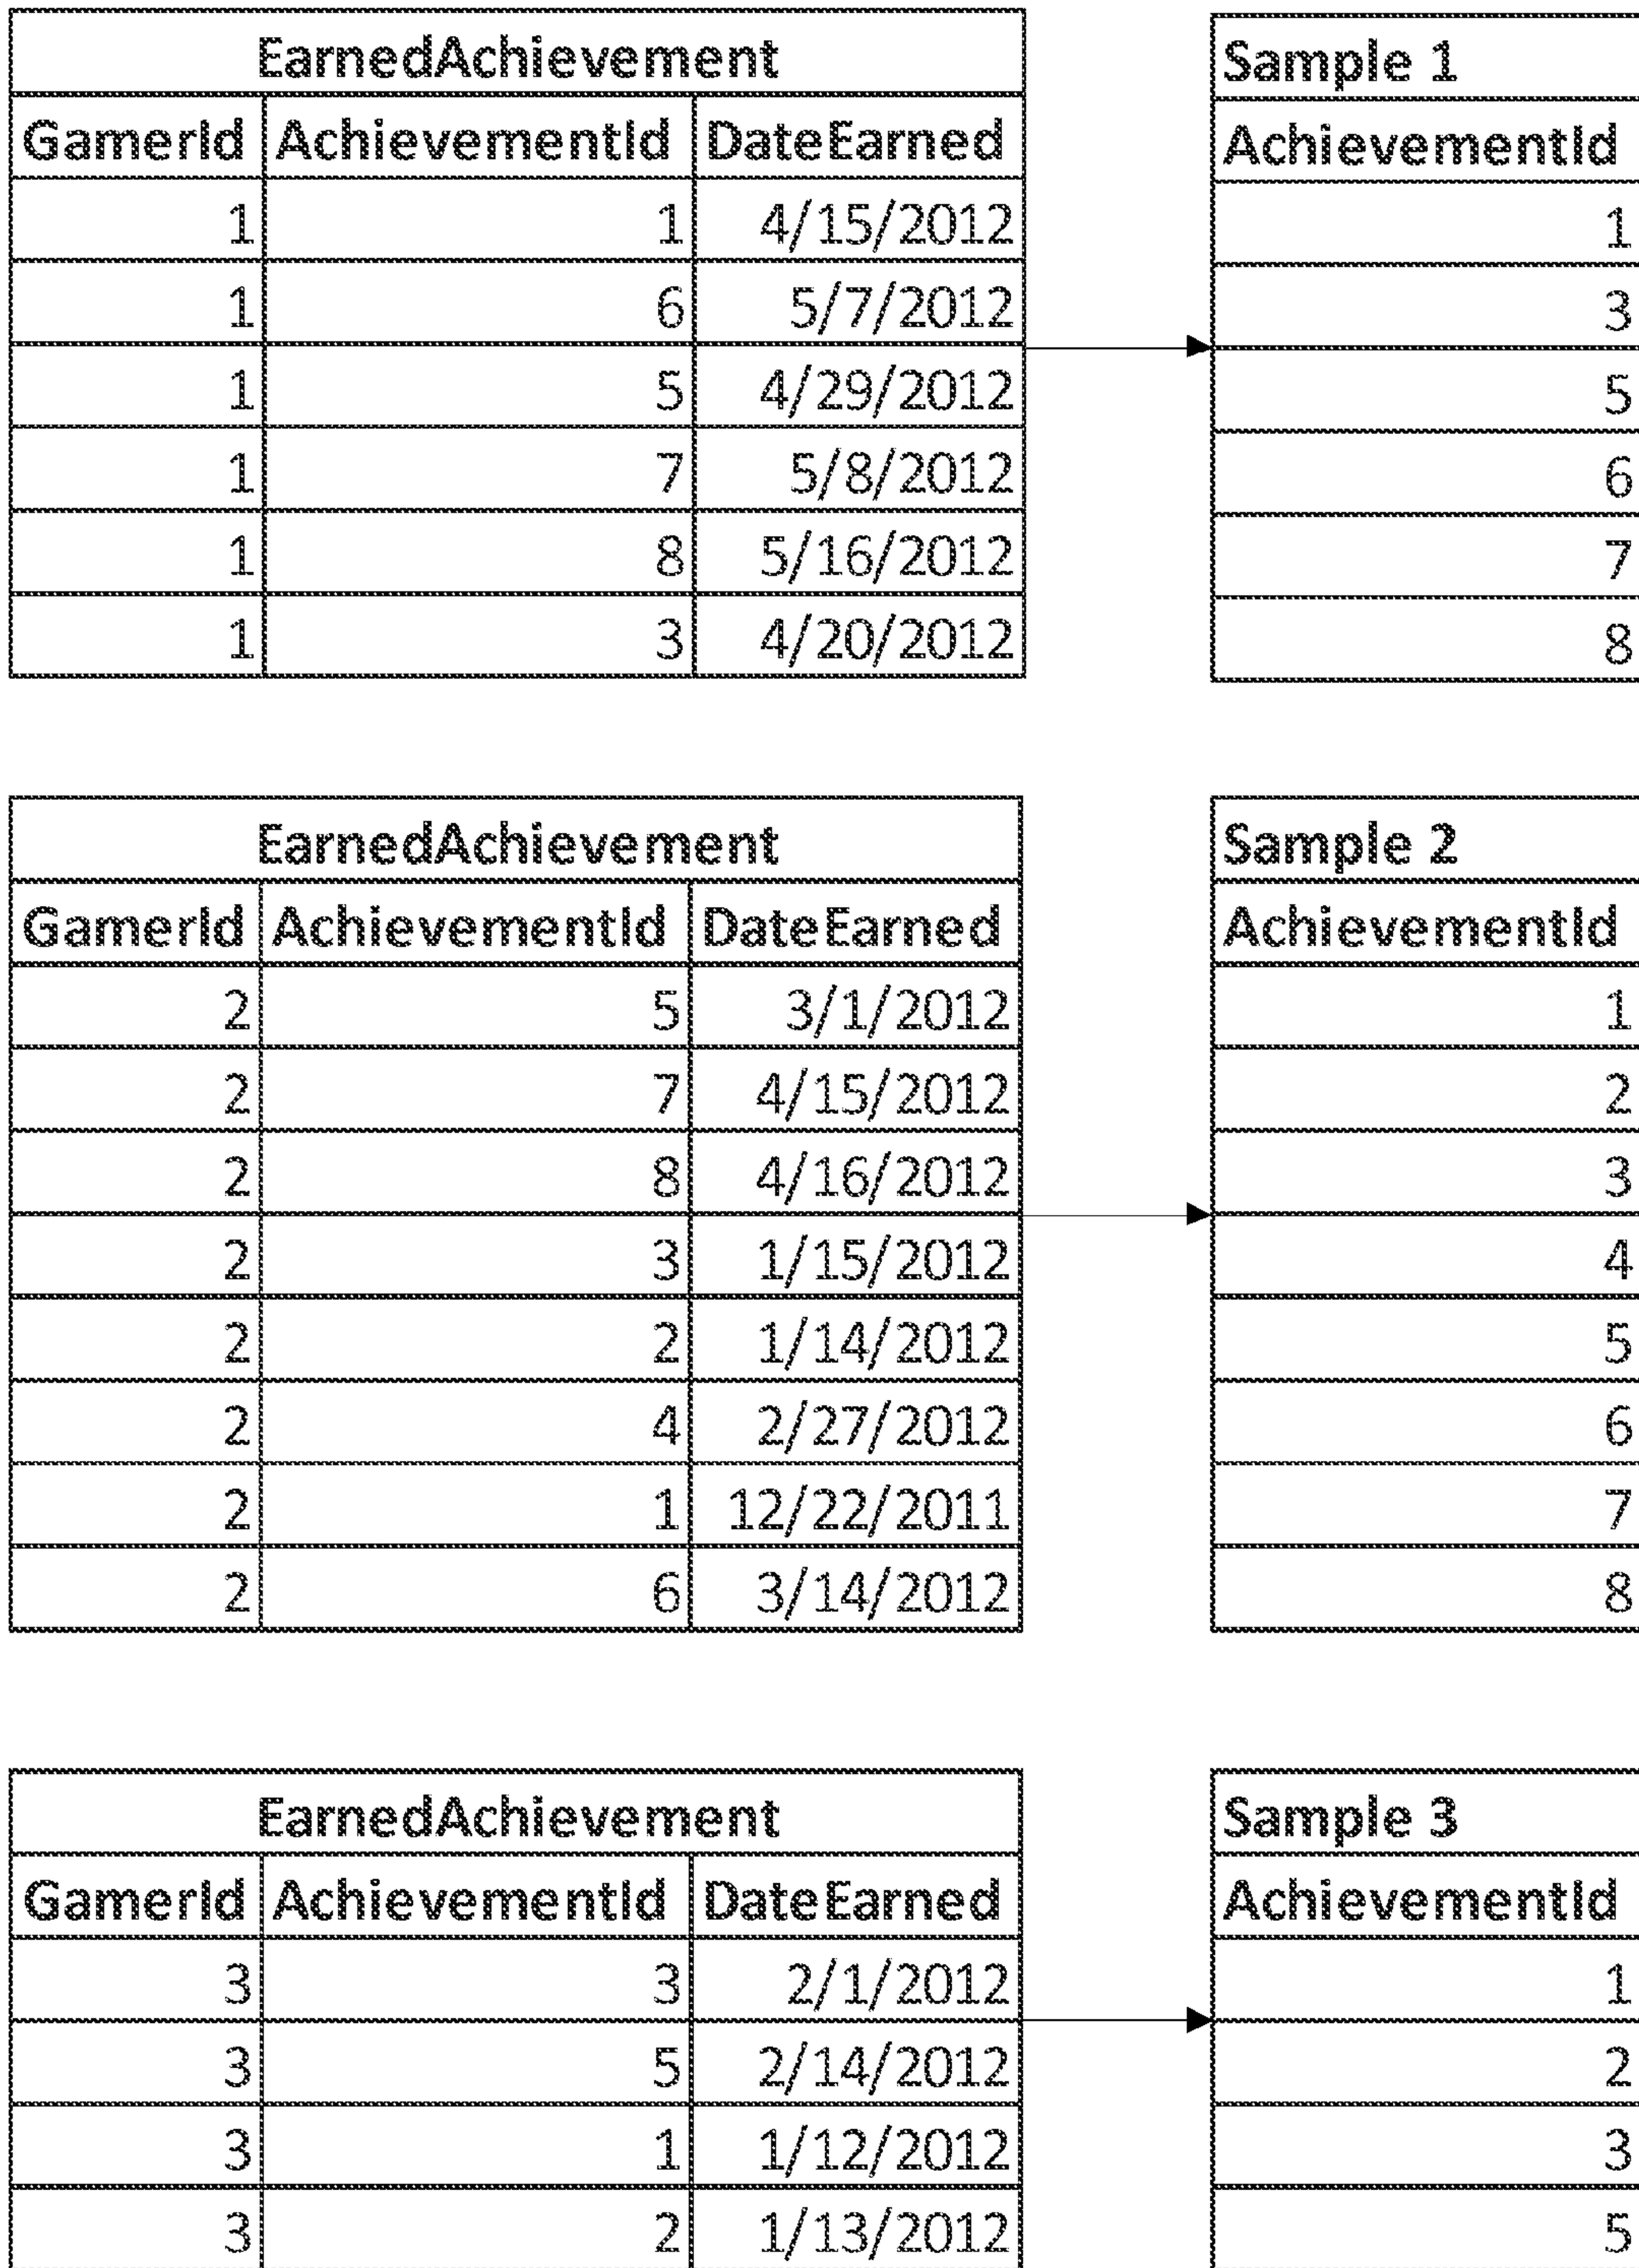 EarnedAchievement
GamerId AchievementId DateEarned
1 1 4/15/2012
1 6 5/7/2012
1 5 4/29/2012
1 7 5/8/2012
1 8 5/16/2012
1 3 4/20/2012
Sample 1
AchievementId
1
3
5
6
7
8
EarnedAchievement
GamerId AchievementId DateEarned
2 5 3/1/2012
2 7 4/15/2012
2 8 4/16/2012
2 3 1/15/2012
2 2 1/14/2012
2 4 2/27/2012
2 1 12/22/2011
2 6 3/14/2012
Sample 2
AchievementId
1
2
3
4
5
6
7
8
EarnedAchievement
GamerId AchievementId DateEarned
3 3 2/1/2012
3 5 2/14/2012
3 1 1/12/2012
3 2 1/13/2012
Sample 3
AchievementId
1
2
3
5